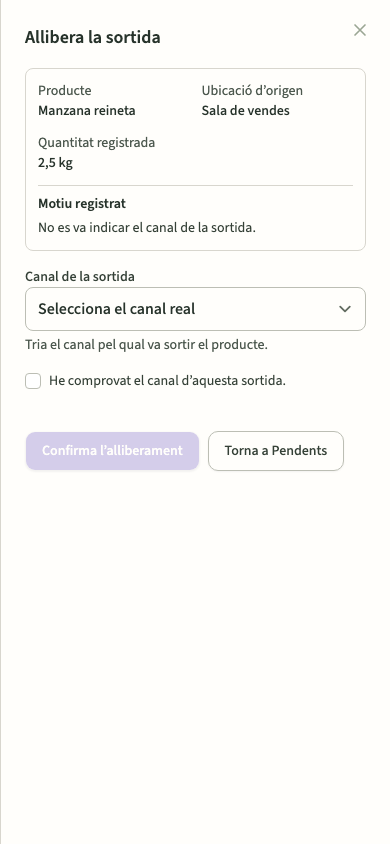 Allibera la sortida
Producte
Manzana reineta
Ubicació d’origen
Sala de vendes
Quantitat registrada
2,5 kg
Motiu registrat
No es va indicar el canal de la sortida.
Canal de la sortida
Selecciona el canal real
Tria el canal pel qual va sortir el producte.
He comprovat el canal d’aquesta sortida.
Confirma l’alliberament
Torna a Pendents